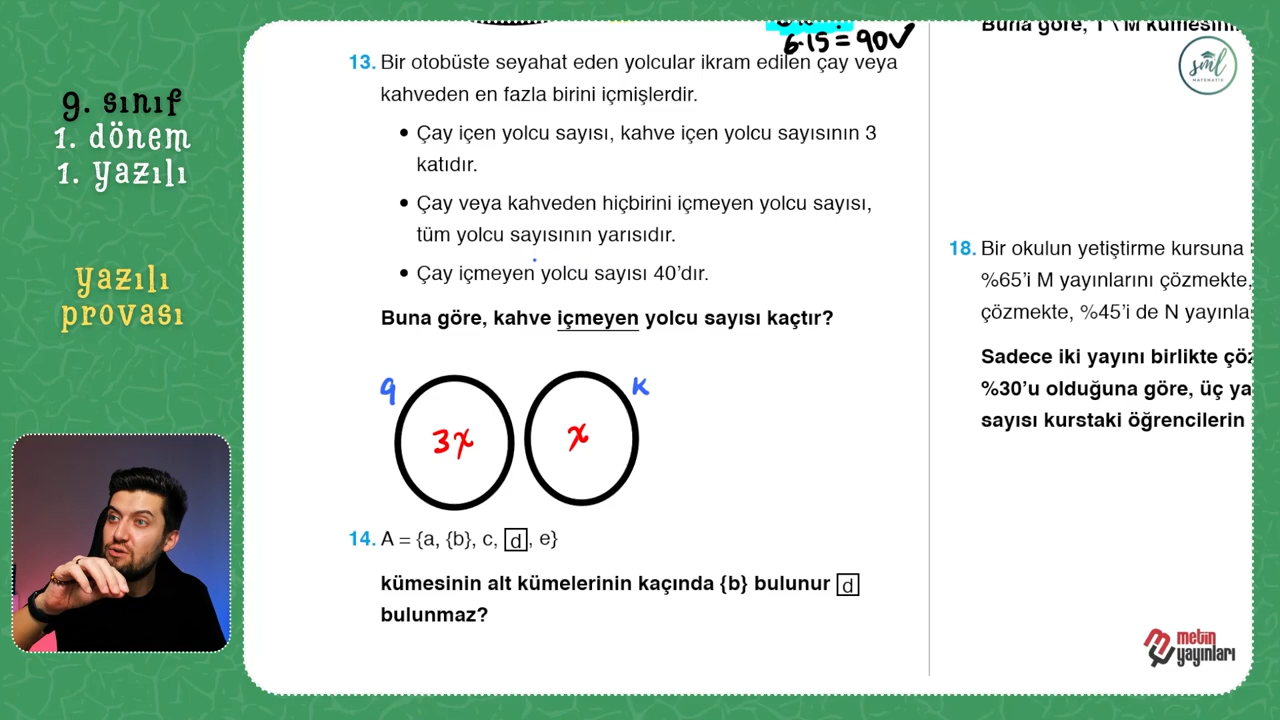 9. sınıf
1. dönem
1. yazılı
yazılı
provası
6·15 = 90✓
13. Bir otobüste seyahat eden yolcular ikram edilen çay veya
kahveden en fazla birini içmişlerdir.
• Çay içen yolcu sayısı, kahve içen yolcu sayısının 3
katıdır.
• Çay veya kahveden hiçbirini içmeyen yolcu sayısı,
tüm yolcu sayısının yarısıdır.
• Çay içmeyen yolcu sayısı 40’dır.
Buna göre, kahve içmeyen yolcu sayısı kaçtır?
Ç
K
3x
x
14. A = {a, {b}, c, d, e}
kümesinin alt kümelerinin kaçında {b} bulunur d
bulunmaz?
Buna göre, T \ M
sml
MATEMATİK
18. Bir okulun yetiştirme kursuna
%65’i M yayınlarını çözmekte,
çözmekte, %45’i de N
Sadece iki yayını birlikte
%30’u olduğuna göre, üç
sayısı kurstaki öğrencilerin
metin
yayınları